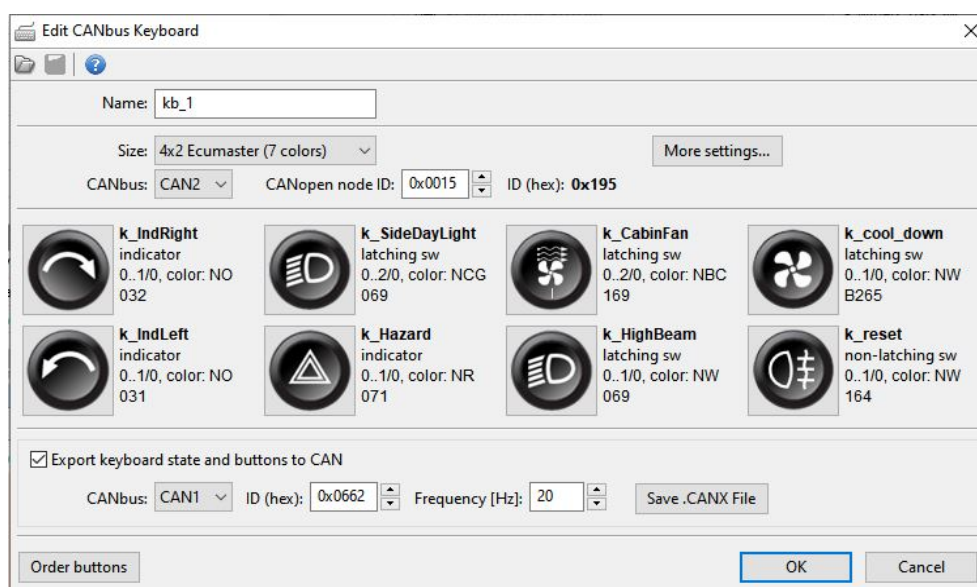 Edit CANbus Keyboard
Name: kb_1
Size: 4x2 Ecumaster (7 colors) More settings...
CANbus: CAN2 CANopen node ID: 0x0015 ID (hex): 0x195
k_IndRight
indicator
0..1/0, color: NO
032
k_SideDayLight
latching sw
0..2/0, color: NCG
069
k_CabinFan
latching sw
0..2/0, color: NBC
169
k_cool_down
latching sw
0..1/0, color: NW
B265
k_IndLeft
indicator
0..1/0, color: NO
031
k_Hazard
indicator
0..1/0, color: NR
071
k_HighBeam
latching sw
0..1/0, color: NW
069
k_reset
non-latching sw
0..1/0, color: NW
164
Export keyboard state and buttons to CAN
CANbus: CAN1 ID (hex): 0x0662 Frequency [Hz]: 20 Save .CANX File
Order buttons OK Cancel